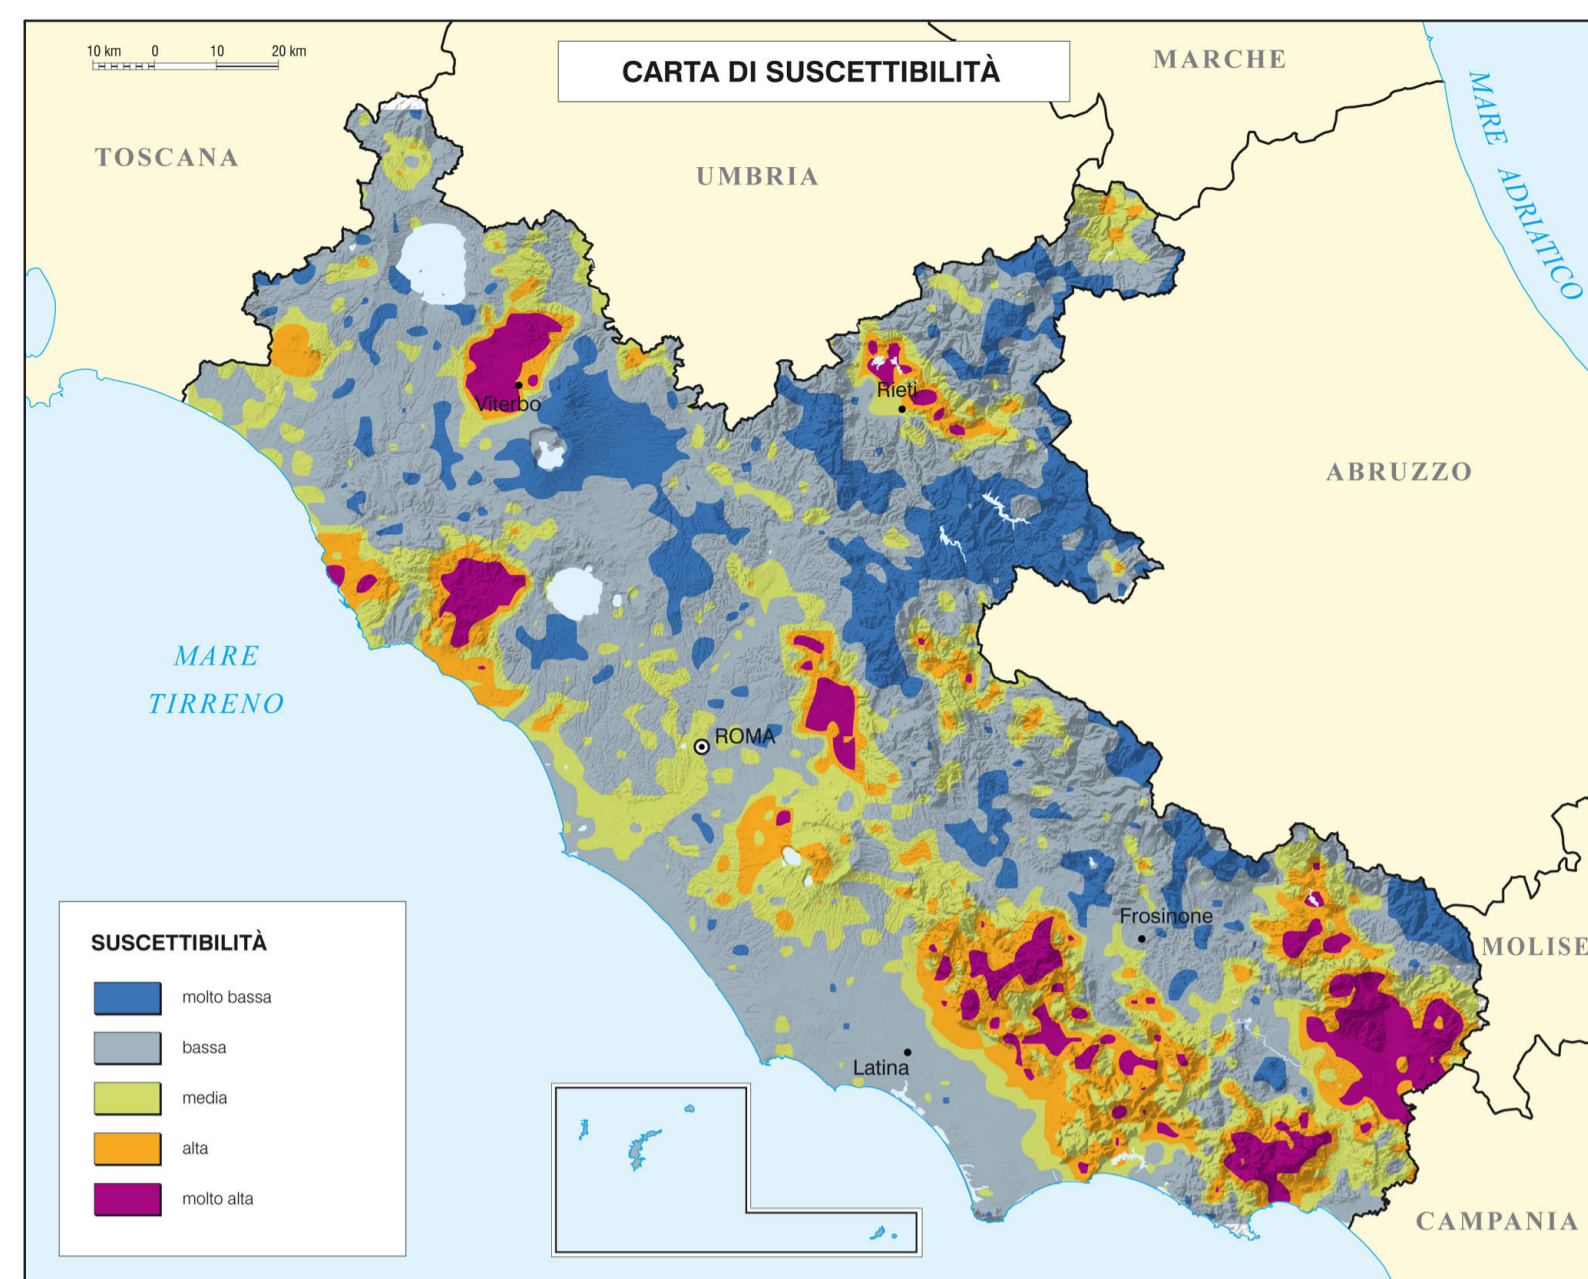 10 km 0 10 20 km
CARTA DI SUSCETTIBILITÀ
MARCHE
MARE ADRIATICO
TOSCANA
UMBRIA
Viterbo
Rieti
ABRUZZO
MARE
TIRRENO
ROMA
Frosinone
MOLISE
Latina
CAMPANIA
SUSCETTIBILITÀ
molto bassa
bassa
media
alta
molto alta